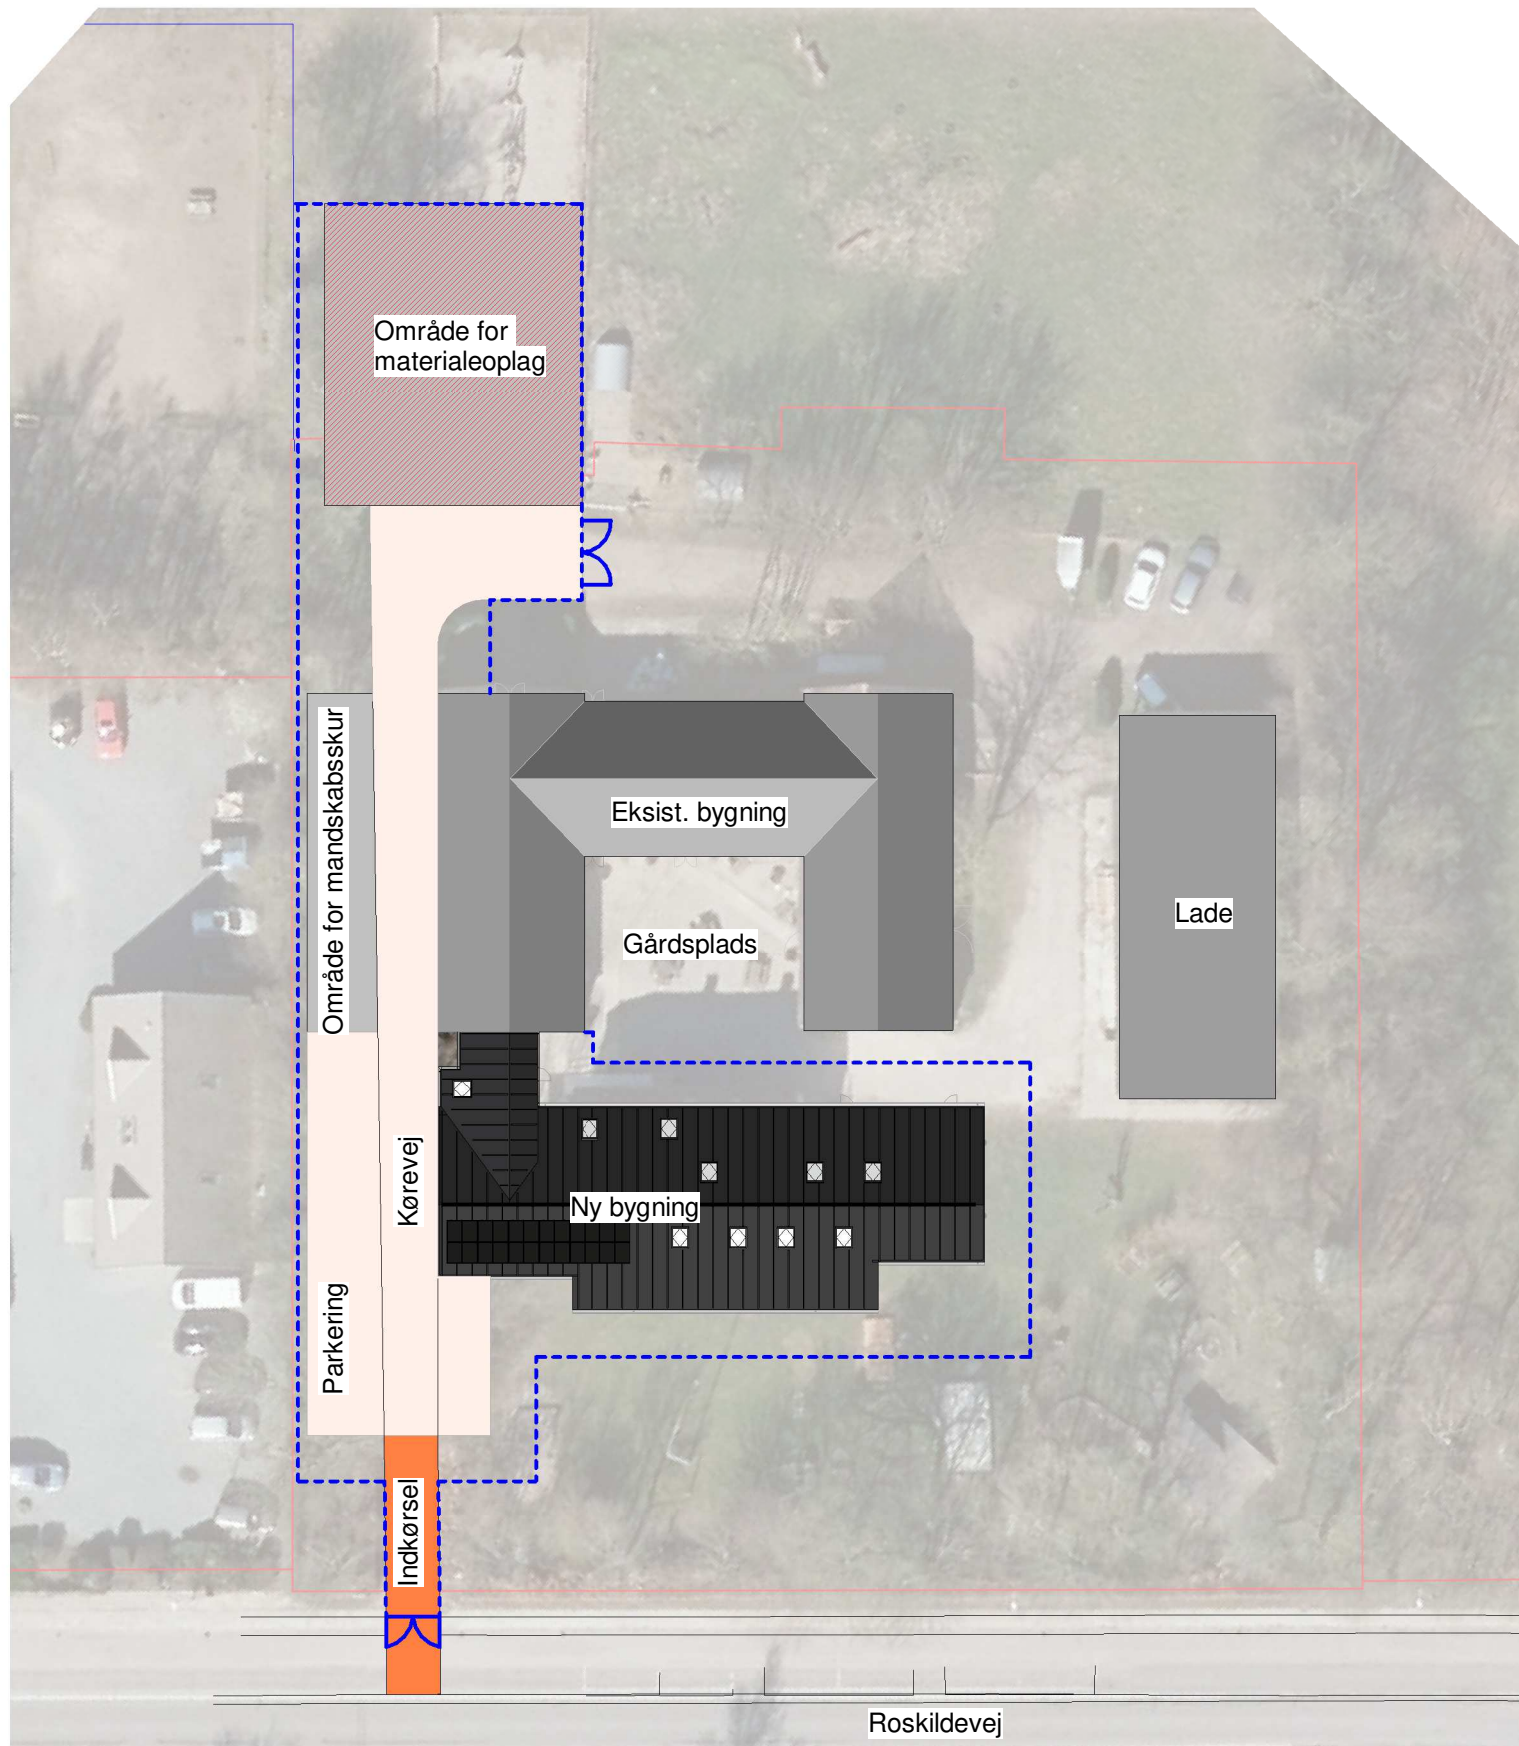 Område for
materialeoplag
Område for mandskabsskur
Eksist. bygning
Gårdsplads
Lade
Kørevej
Ny bygning
Parkering
Indkørsel
Roskildevej